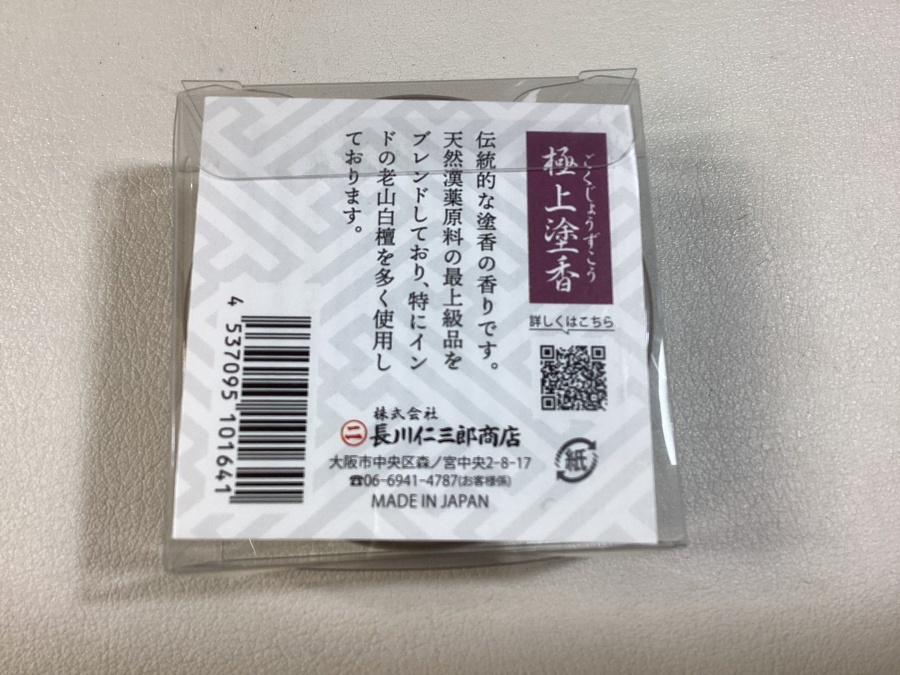 極上塗香
ごくじょうずこう
伝統的な塗香の香りです。
天然漢薬原料の最上級品を
ブレンドしており、特にイン
ドの老山白檀を多く使用し
ております。
詳しくはこちら
紙
株式会社
二 長川仁三郎商店
大阪市中央区森ノ宮中央2-8-17
☎06-6941-4787(お客様係)
MADE IN JAPAN
4 537095 101641